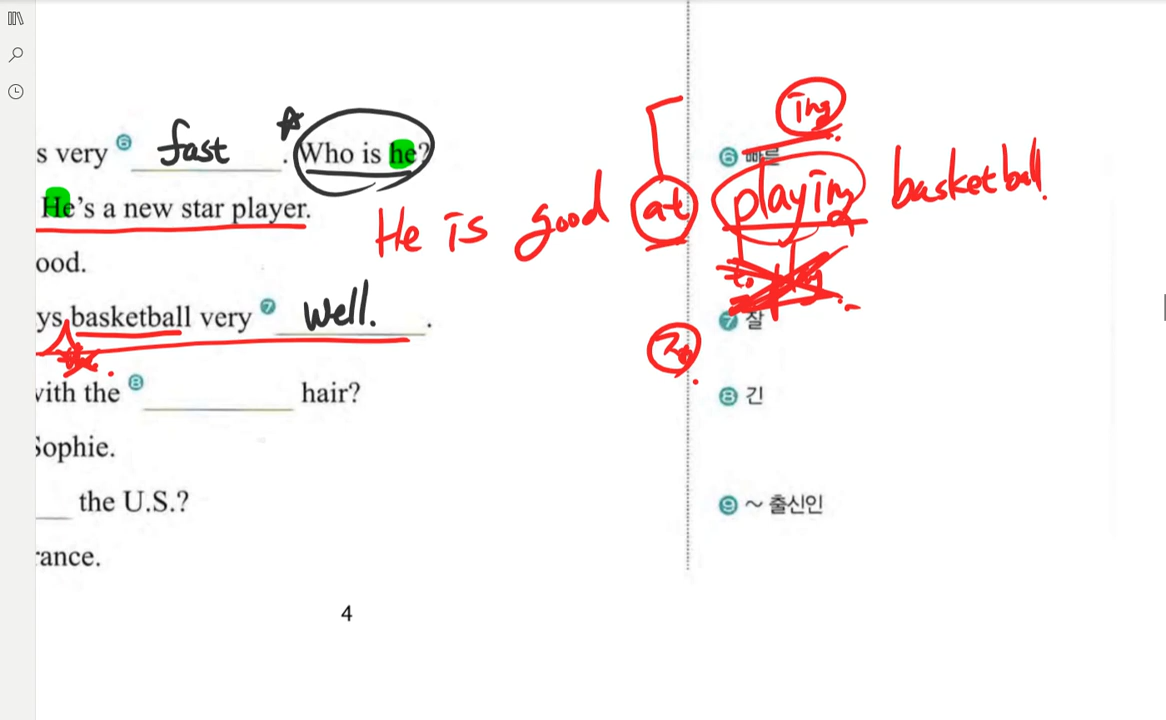 s very ⑥ fast . Who is he?
He's a new star player.
ood.
ys basketball very ⑦ well. .
with the ⑧ hair?
Sophie.
the U.S.?
rance.
4
ing
He is good at playing basketball.
⑥ 빠른
⑦ 잘
⑧ 긴
⑨ ~ 출신인